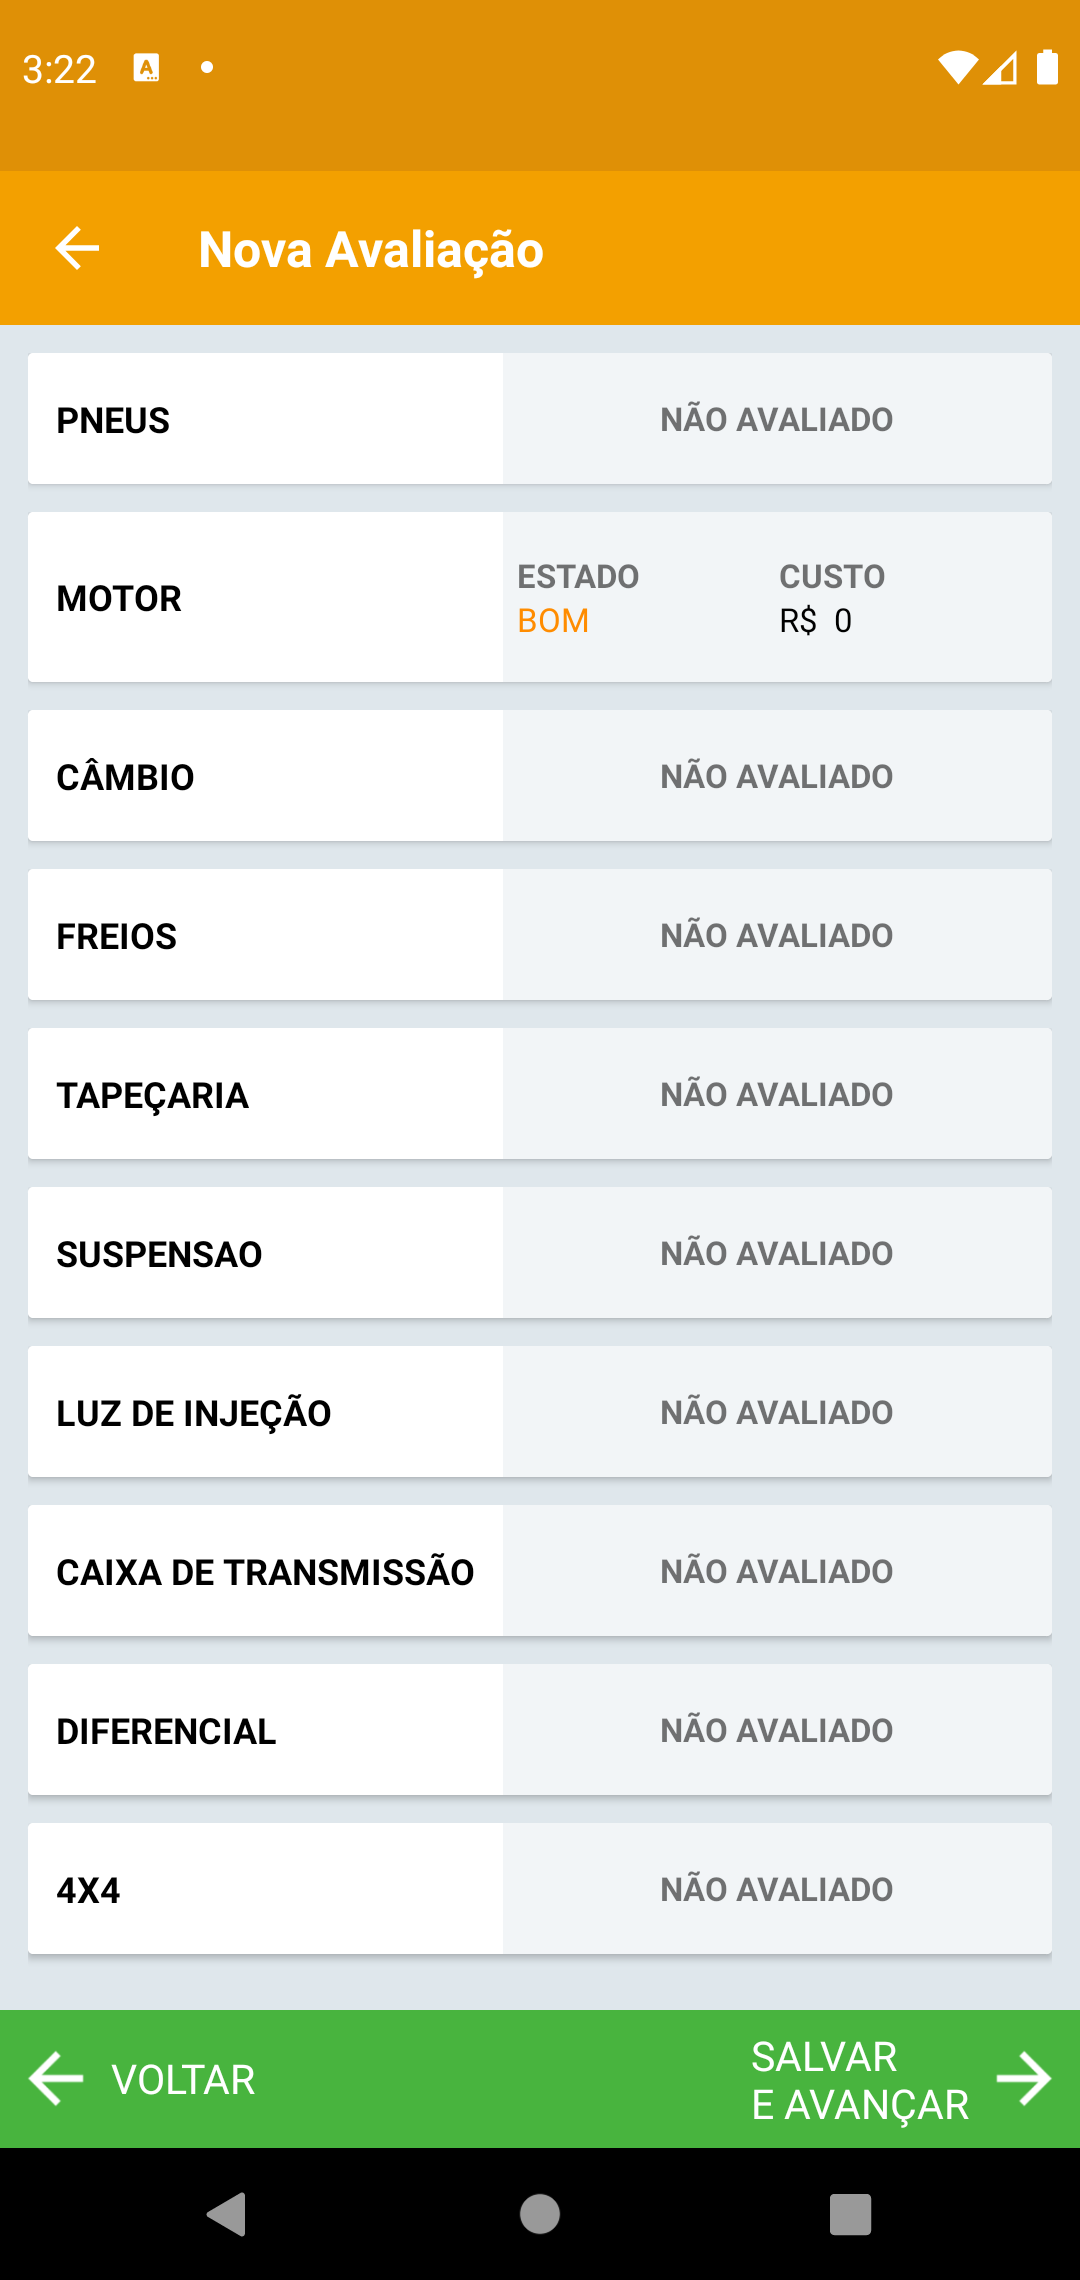 3:22
Nova Avaliação
PNEUS
NÃO AVALIADO
MOTOR
ESTADO CUSTO
BOM R$ 0
CÂMBIO
NÃO AVALIADO
FREIOS
NÃO AVALIADO
TAPEÇARIA
NÃO AVALIADO
SUSPENSAO
NÃO AVALIADO
LUZ DE INJEÇÃO
NÃO AVALIADO
CAIXA DE TRANSMISSÃO
NÃO AVALIADO
DIFERENCIAL
NÃO AVALIADO
4X4
NÃO AVALIADO
VOLTAR
SALVAR
E AVANÇAR